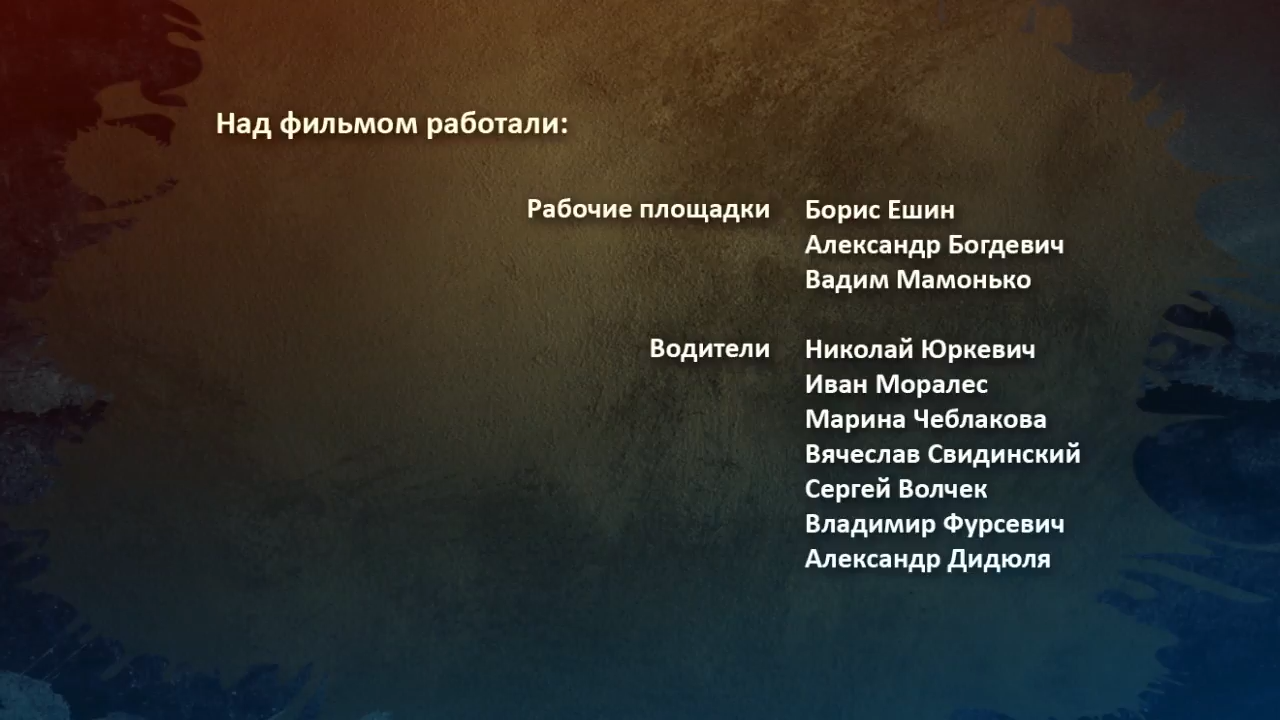 Над фильмом работали:
Рабочие площадки Борис Ешин
Александр Богдевич
Вадим Мамонько
Водители Николай Юркевич
Иван Моралес
Марина Чеблакова
Вячеслав Свидинский
Сергей Волчек
Владимир Фурсевич
Александр Дидюля